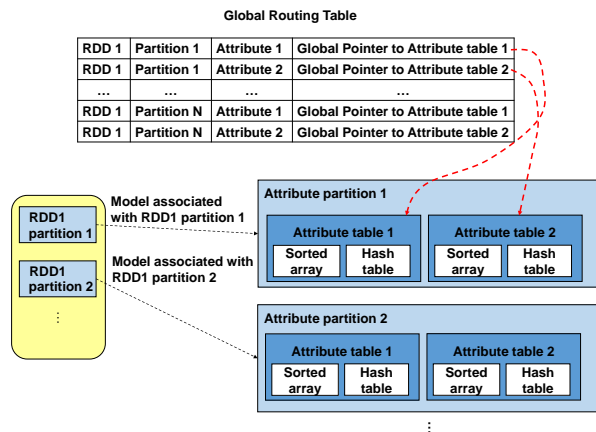 Global Routing Table
RDD 1 Partition 1 Attribute 1 Global Pointer to Attribute table 1
RDD 1 Partition 1 Attribute 2 Global Pointer to Attribute table 2
... ... ... ...
RDD 1 Partition N Attribute 1 Global Pointer to Attribute table 1
RDD 1 Partition N Attribute 2 Global Pointer to Attribute table 2
RDD1
partition 1
RDD1
partition 2
⋮
Model associated
with RDD1 partition 1
Model associated with
RDD1 partition 2
Attribute partition 1
Attribute table 1
Sorted
array
Hash
table
Attribute table 2
Sorted
array
Hash
table
Attribute partition 2
Attribute table 1
Sorted
array
Hash
table
Attribute table 2
Sorted
array
Hash
table
⋮